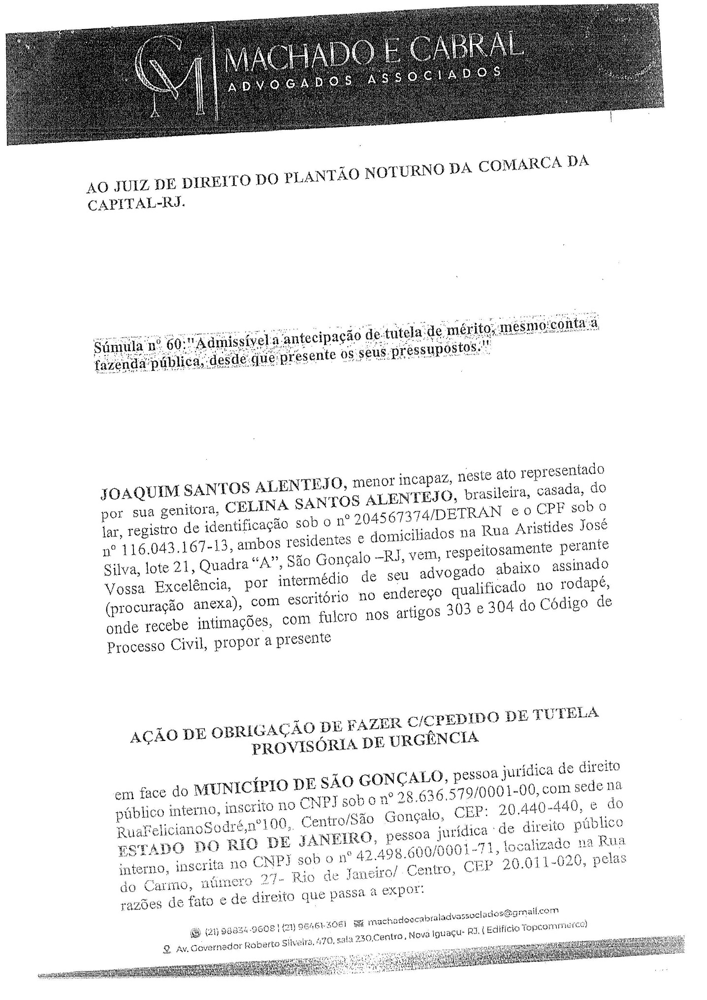 CM MACHADO E CABRAL
ADVOGADOS ASSOCIADOS
AO JUIZ DE DIREITO DO PLANTÃO NOTURNO DA COMARCA DA
CAPITAL-RJ.
Súmula nº 60:"Admissível a antecipação de tutela de mérito, mesmo conta a
fazenda pública, desde que presente os seus pressupostos."
JOAQUIM SANTOS ALENTEJO, menor incapaz, neste ato representado
por sua genitora, CELINA SANTOS ALENTEJO, brasileira, casada, do
lar, registro de identificação sob o nº 204567374/DETRAN e o CPF sob o
nº 116.043.167-13, ambos residentes e domiciliados na Rua Aristides José
Silva, lote 21, Quadra “A”, São Gonçalo –RJ, vem, respeitosamente perante
Vossa Excelência, por intermédio de seu advogado abaixo assinado
(procuração anexa), com escritório no endereço qualificado no rodapé,
onde recebe intimações, com fulcro nos artigos 303 e 304 do Código de
Processo Civil, propor a presente
AÇÃO DE OBRIGAÇÃO DE FAZER C/CPEDIDO DE TUTELA
PROVISÓRIA DE URGÊNCIA
em face do MUNICÍPIO DE SÃO GONÇALO, pessoa jurídica de direito
público interno, inscrito no CNPJ sob o nº 28.636.579/0001-00, com sede na
RuaFelicianoSodré,nº100, Centro/São Gonçalo, CEP: 20.440-440, e do
ESTADO DO RIO DE JANEIRO, pessoa jurídica de direito público
interno, inscrita no CNPJ sob o nº 42.498.600/0001-71, localizado na Rua
do Carmo, número 27- Rio de Janeiro/ Centro, CEP 20.011-020, pelas
razões de fato e de direito que passa a expor:
(21) 98834-9608 | (21) 96461-3061 machadoecabraladvassociados@gmail.com
Av. Governador Roberto Silveira, 470, sala 230,Centro , Nova Iguaçu- RJ. ( Edifício Topcommerce)